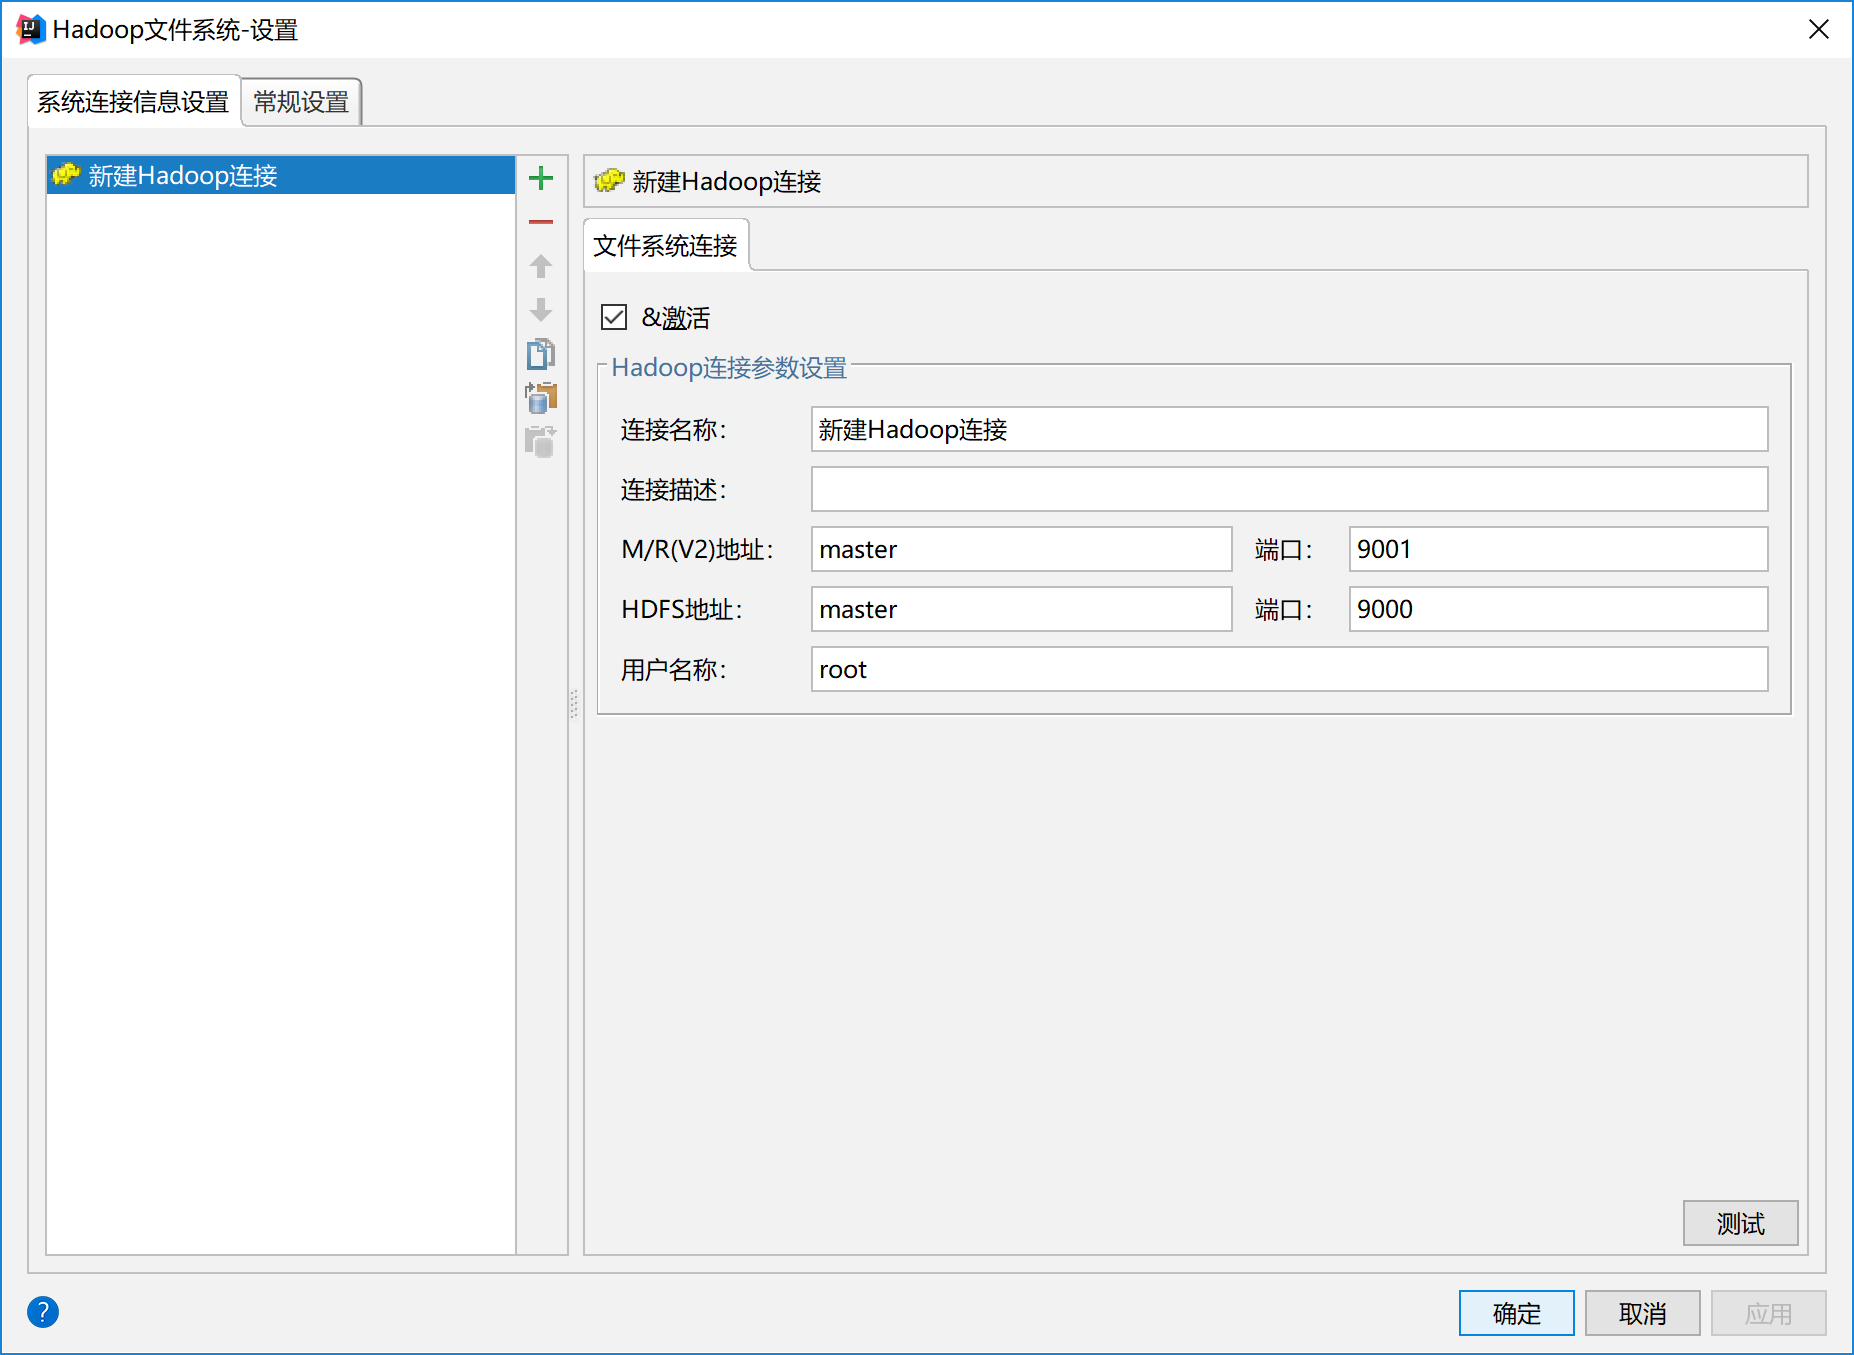 Hadoop文件系统-设置
系统连接信息设置 常规设置
新建Hadoop连接
新建Hadoop连接
文件系统连接
&激活
Hadoop连接参数设置
连接名称: 新建Hadoop连接
连接描述:
M/R(V2)地址: master 端口: 9001
HDFS地址: master 端口: 9000
用户名称: root
测试
? 确定 取消 应用